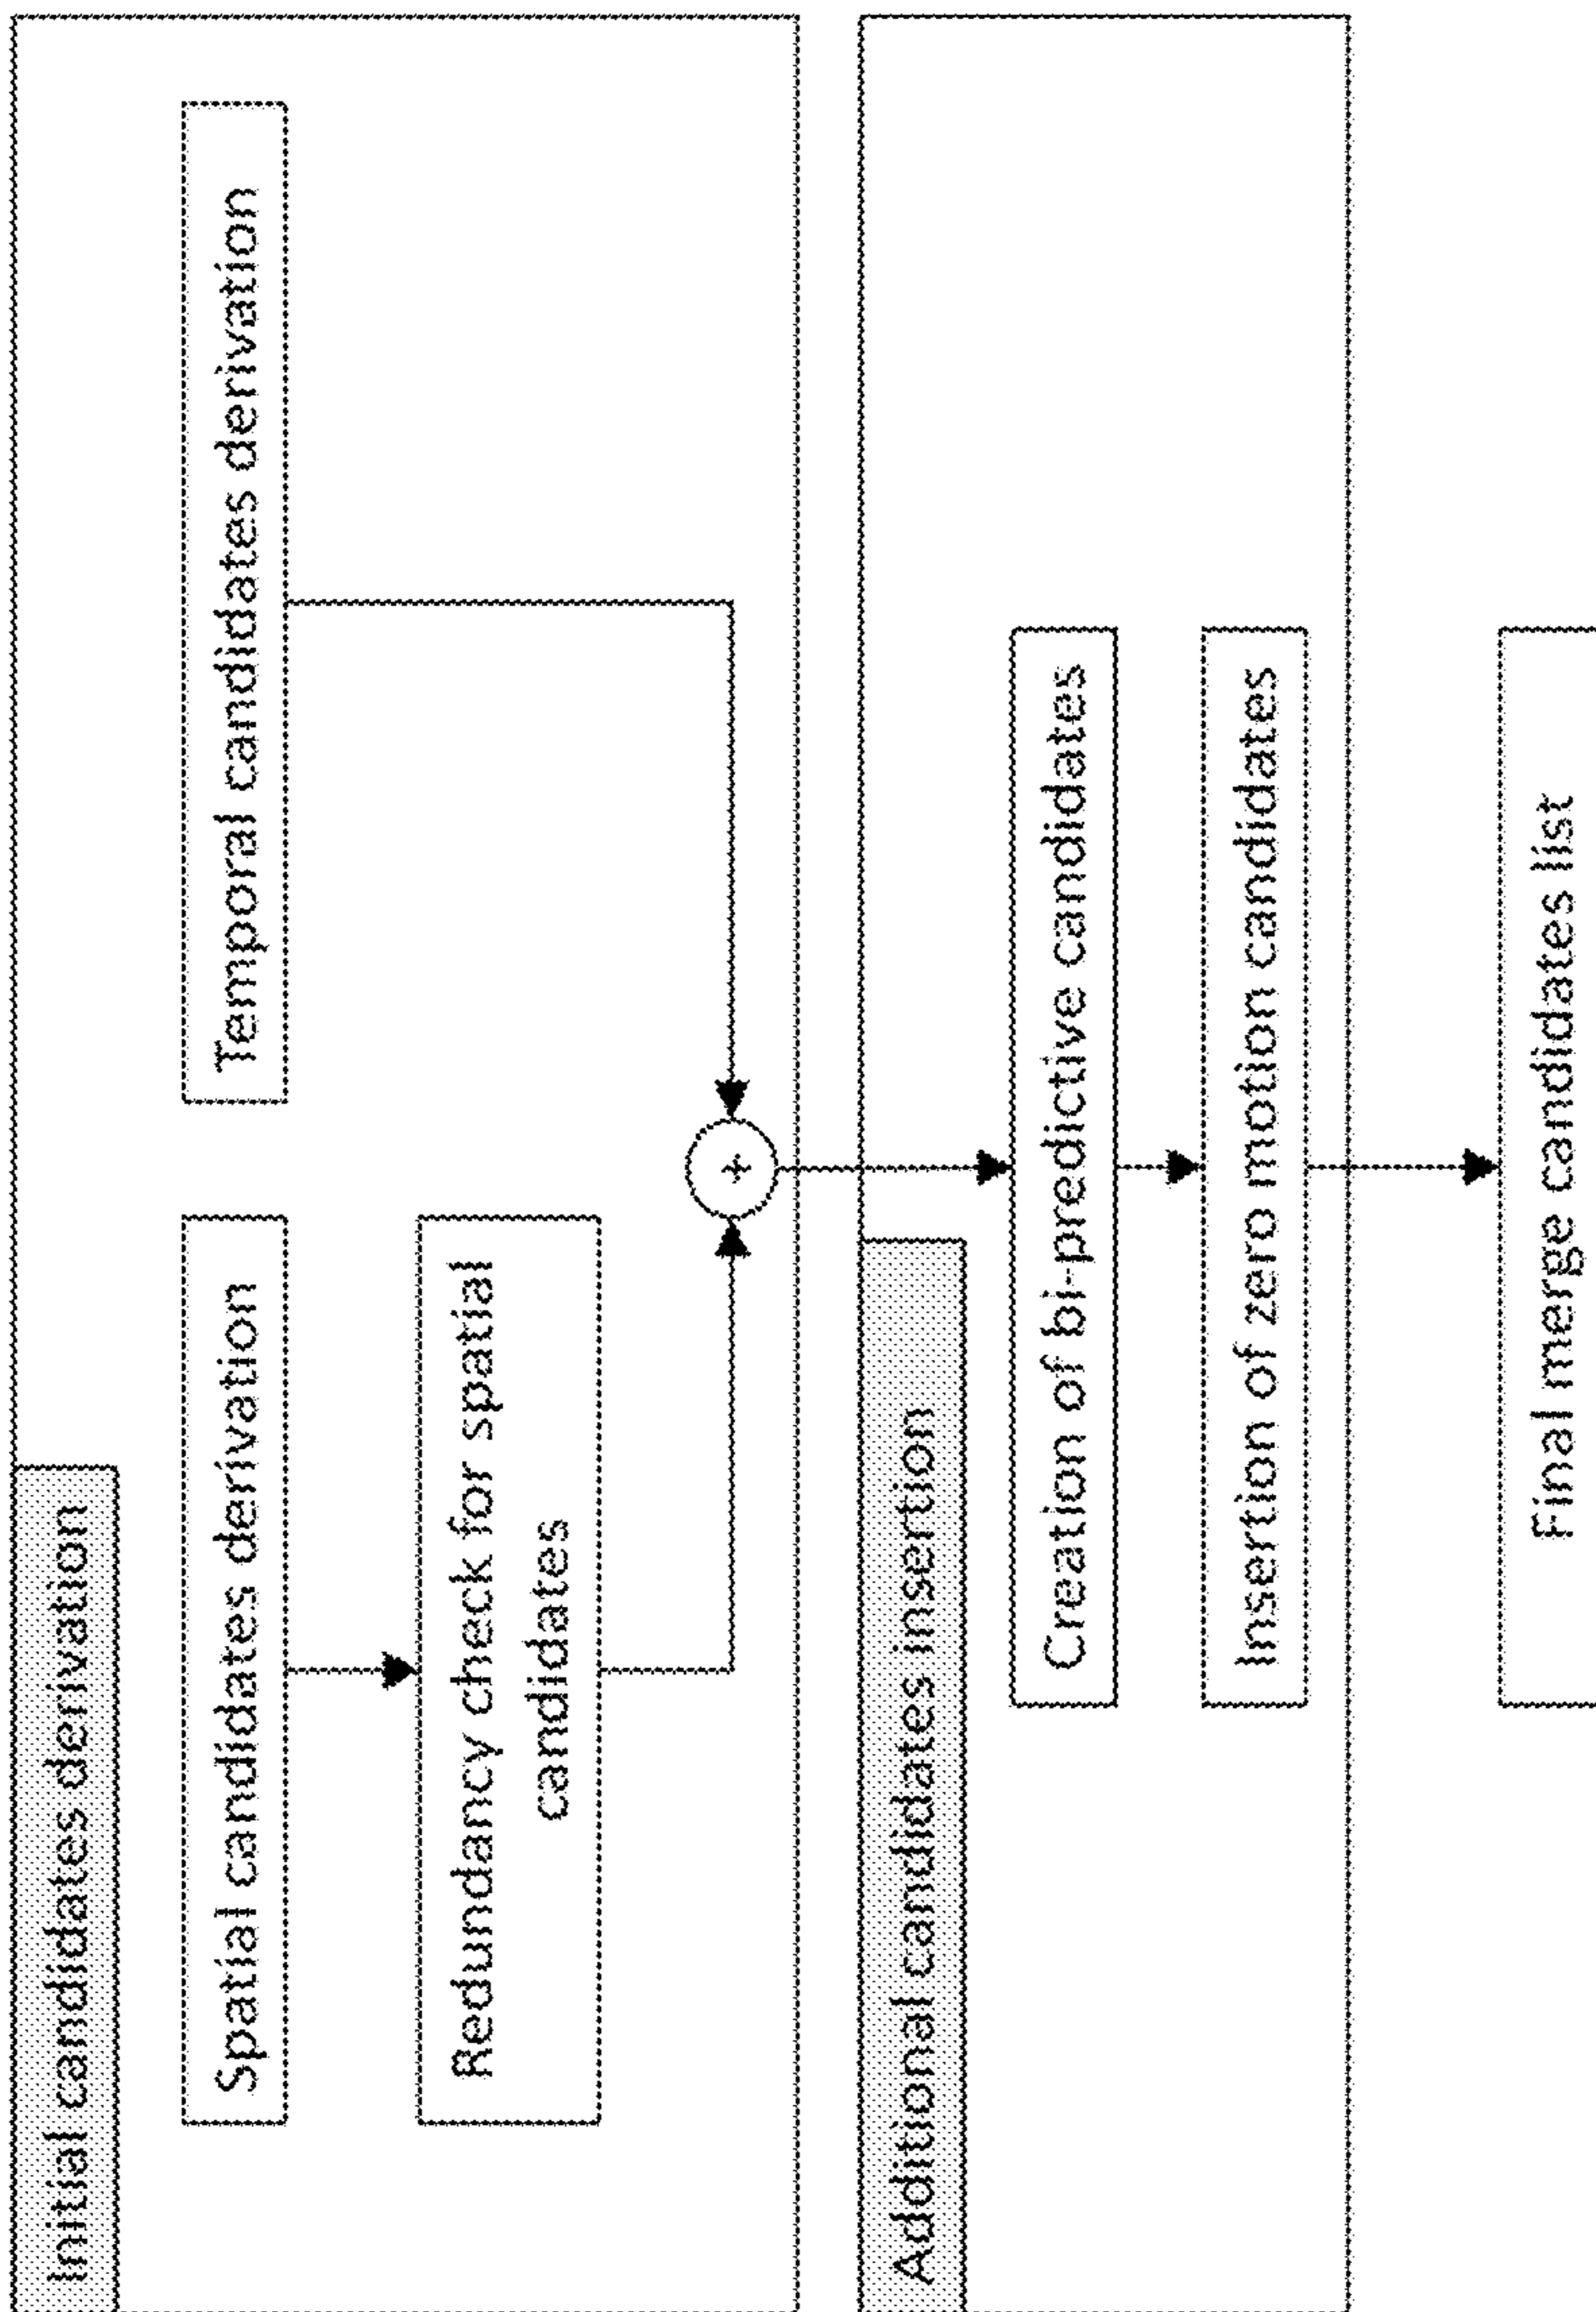 Initial candidates derivation
Spatial candidates derivation
Temporal candidates derivation
Redundancy check for spatial
candidates
+
Additional candidates insertion
Creation of bi-predictive candidates
Insertion of zero motion candidates
Final merge candidates list